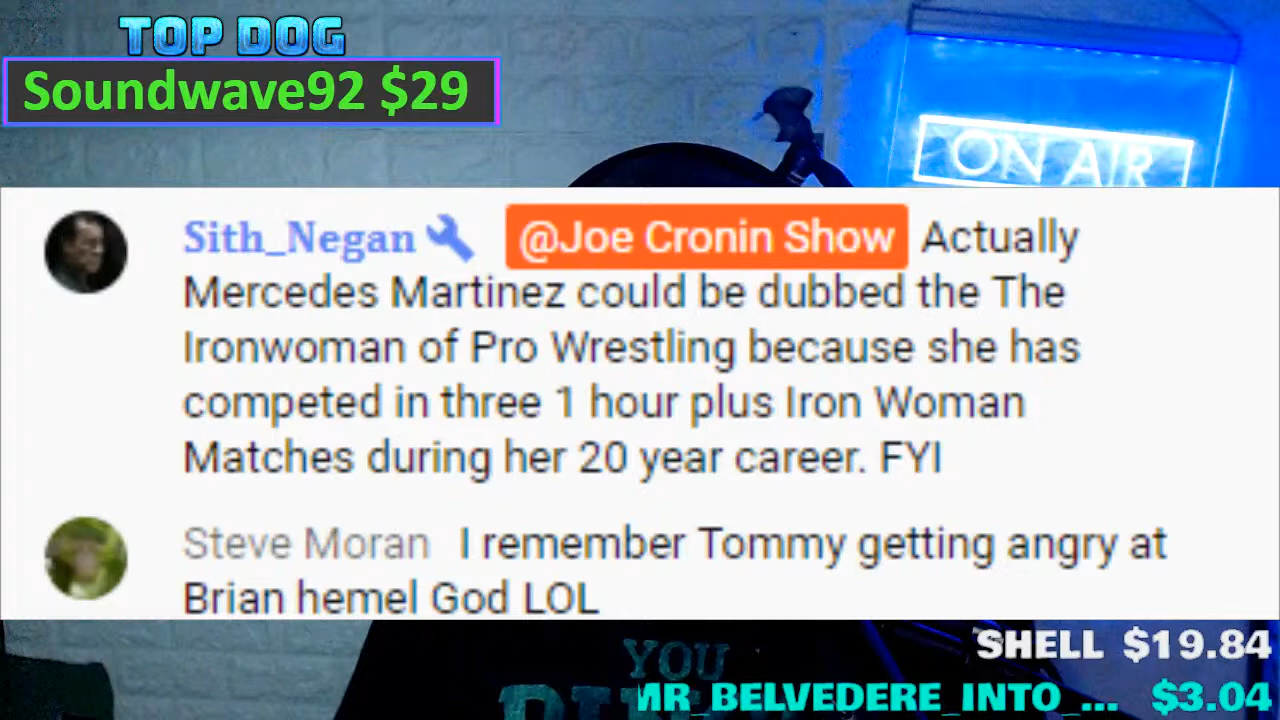 TOP DOG
Soundwave92 $29
ON AIR
Sith_Negan @Joe Cronin Show Actually
Mercedes Martinez could be dubbed the The
Ironwoman of Pro Wrestling because she has
competed in three 1 hour plus Iron Woman
Matches during her 20 year career. FYI
Steve Moran I remember Tommy getting angry at
Brian hemel God LOL
SHELL $19.84
YOU
MR_BELVEDERE_INTO_... $3.04